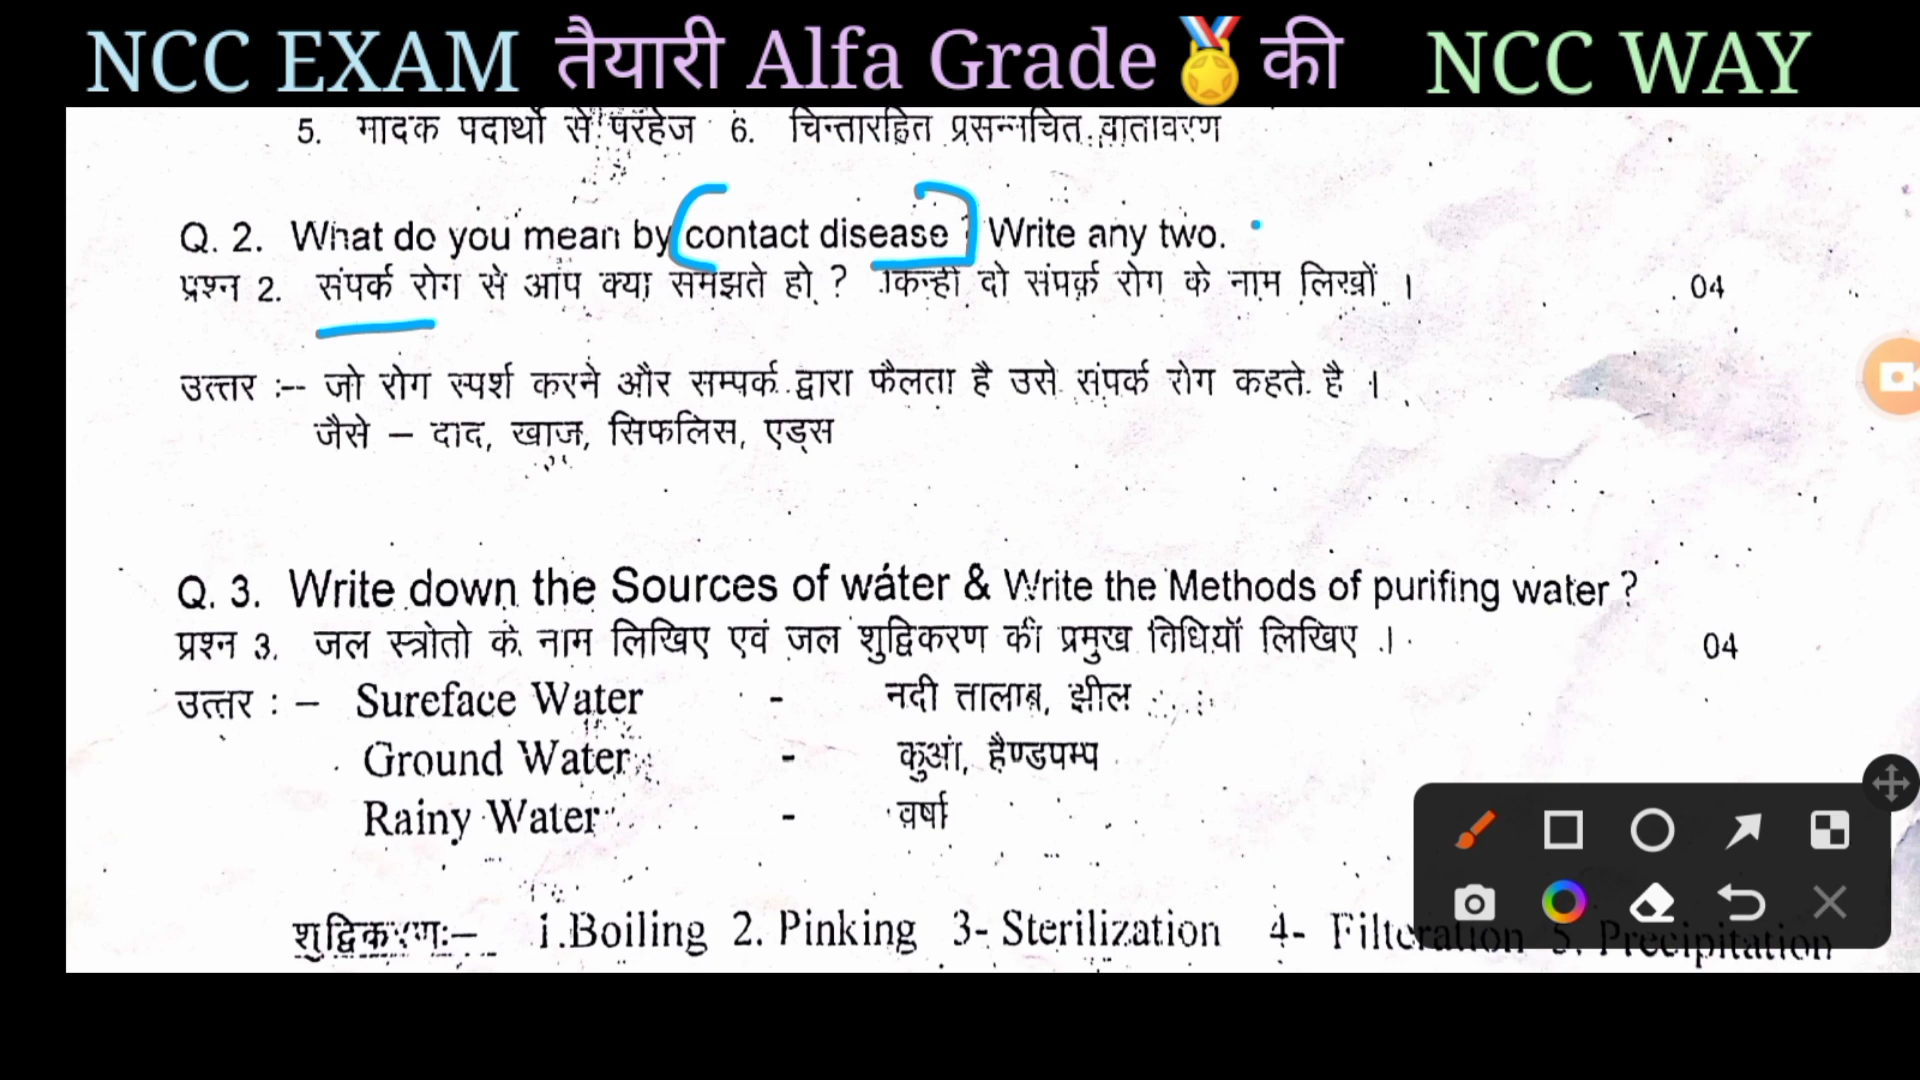 NCC EXAM तैयारी Alfa Grade🏅की NCC WAY
5. मादक पदार्थो से परहेज 6. चिन्तारहित प्रसन्नचित वातावरण
Q. 2. What do you mean by contact disease ? Write any two.
प्रश्न 2. संपर्क रोग से आप क्या समझते हो ? किन्ही दो संपर्क रोग के नाम लिखों । 04
उत्तर :-- जो रोग स्पर्श करने और सम्पर्क द्वारा फैलता है उसे संपर्क रोग कहते है ।
जैसे – दाद, खाज, सिफलिस, एड्स
Q. 3. Write down the Sources of water & Write the Methods of purifing water ?
प्रश्न 3. जल स्त्रोतो के नाम लिखिए एवं जल शुद्विकरण की प्रमुख विधियॉ लिखिए । 04
उत्तर : – Sureface Water - नदी तालाब, झील
Ground Water - कुआं, हैण्डपम्प
Rainy Water - वर्षा
शुद्विकरणः– 1.Boiling 2. Pinking 3- Sterilization 4- Filteration 5. Precipitation